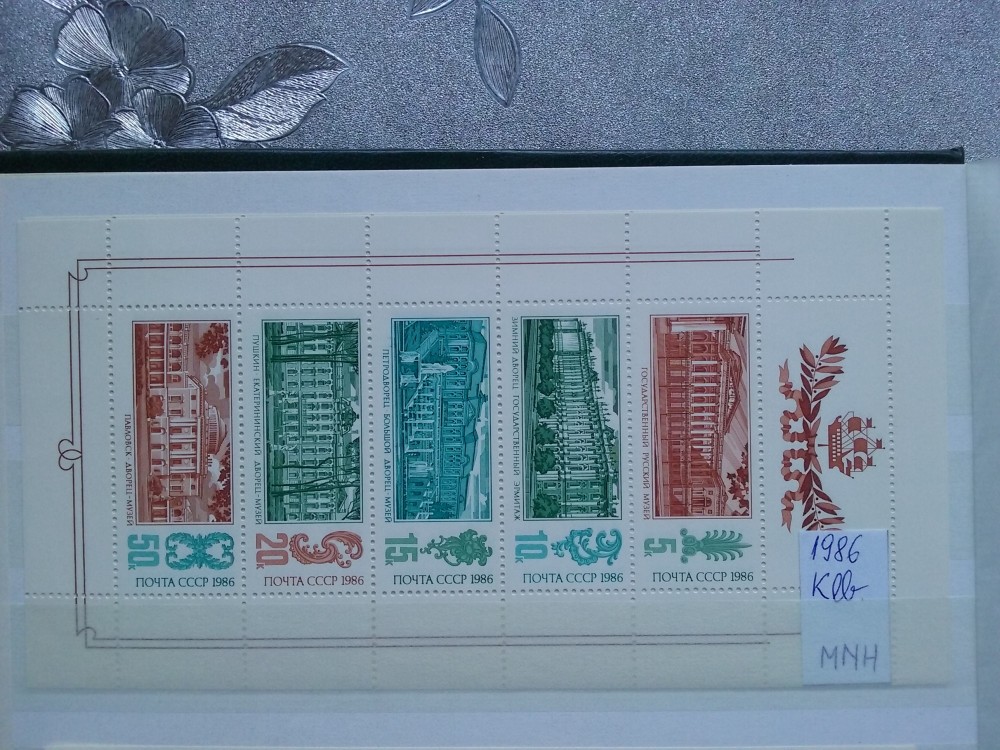 ПАВЛОВСК. ДВОРЕЦ-МУЗЕЙ
50к
ПОЧТА СССР 1986
ПУШКИН. ЕКАТЕРИНИНСКИЙ ДВОРЕЦ-МУЗЕЙ
20к
ПОЧТА СССР 1986
ПЕТРОДВОРЕЦ. БОЛЬШОЙ ДВОРЕЦ-МУЗЕЙ
15к
ПОЧТА СССР 1986
ЗИМНИЙ ДВОРЕЦ. ГОСУДАРСТВЕННЫЙ ЭРМИТАЖ
10к
ПОЧТА СССР 1986
ГОСУДАРСТВЕННЫЙ РУССКИЙ МУЗЕЙ
5к
ПОЧТА СССР 1986
1986
Klb
MNH